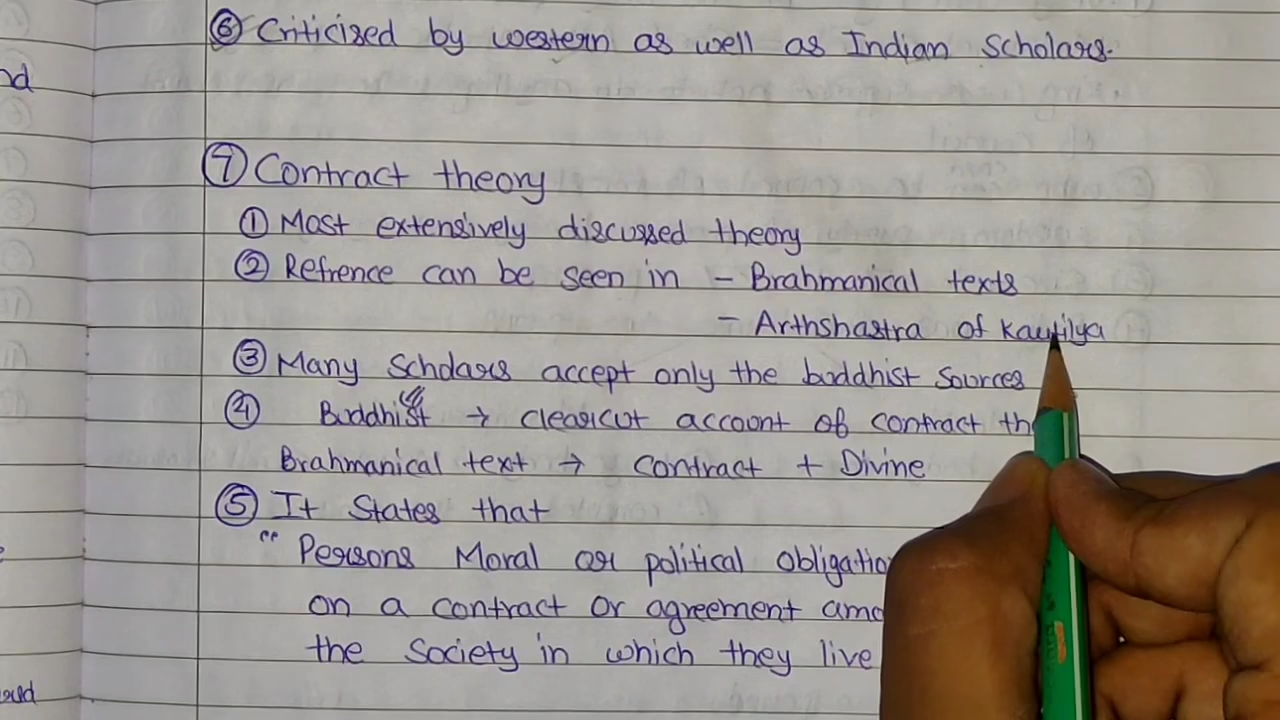 ⑥ Criticised by western as well as Indian Scholars.
nd
⑦ Contract theory
① Most extensively discussed theory
② Refrence can be seen in - Brahmanical texts
- Arthshastra of Kautilya
③ Many Scholars accept only the buddhist Sources
④ Buddhist → clearcut account of contract th
Brahmanical text → contract + Divine
⑤ It States that
" Persons Moral or political obligatio
on a contract or agreement amo
the Society in which they live